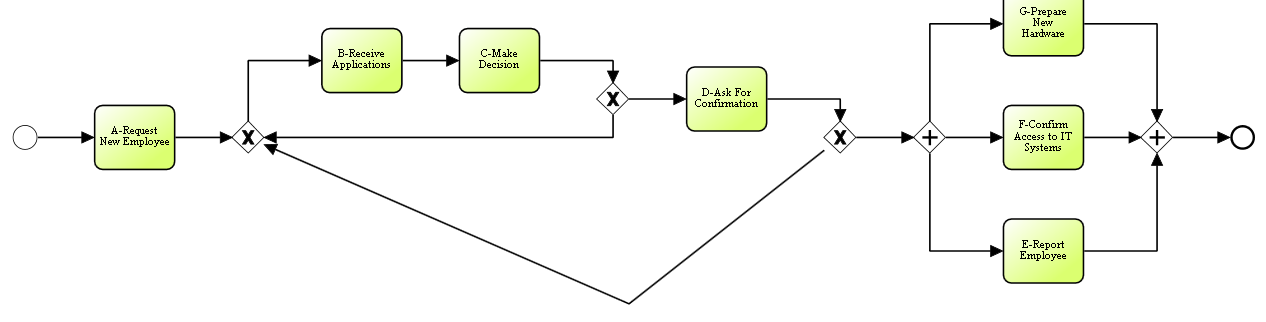 G-Prepare
New
Hardware
B-Receive
Applications
C-Make
Decision
D-Ask For
Confirmation
A-Request
New Employee
F-Confirm
Access to IT
Systems
E-Report
Employee